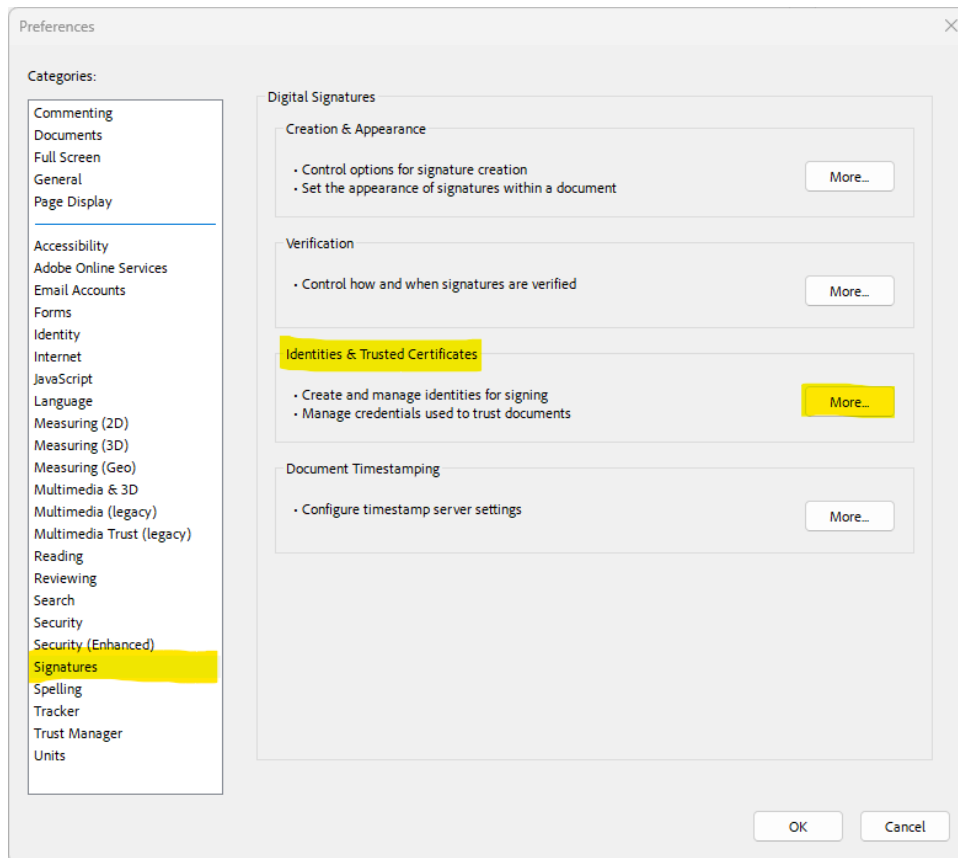 Preferences
Categories:
Commenting
Documents
Full Screen
General
Page Display
Accessibility
Adobe Online Services
Email Accounts
Forms
Identity
Internet
JavaScript
Language
Measuring (2D)
Measuring (3D)
Measuring (Geo)
Multimedia & 3D
Multimedia (legacy)
Multimedia Trust (legacy)
Reading
Reviewing
Search
Security
Security (Enhanced)
Signatures
Spelling
Tracker
Trust Manager
Units
Digital Signatures
Creation & Appearance
• Control options for signature creation
• Set the appearance of signatures within a document
More...
Verification
• Control how and when signatures are verified
More...
Identities & Trusted Certificates
• Create and manage identities for signing
• Manage credentials used to trust documents
More...
Document Timestamping
• Configure timestamp server settings
More...
OK
Cancel